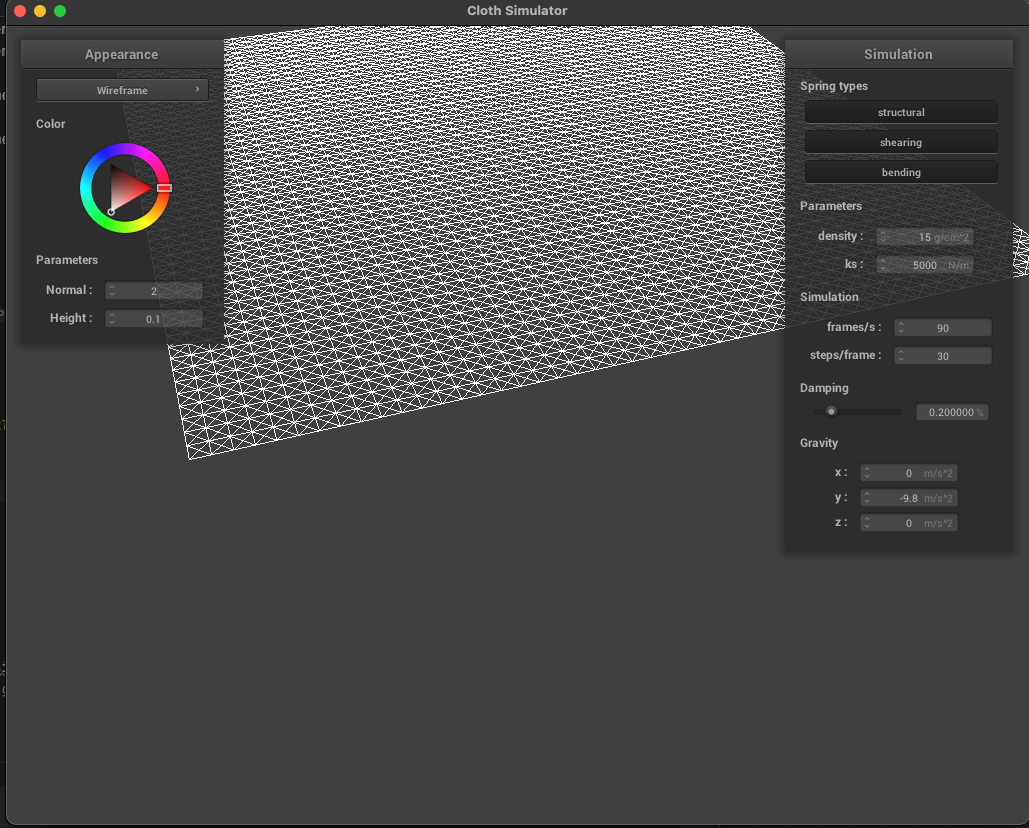 Cloth Simulator
Appearance
Wireframe
Color
Parameters
Normal : 2
Height : 0.1
Simulation
Spring types
structural
shearing
bending
Parameters
density : 15 g/cm^2
ks : 5000 N/m
Simulation
frames/s : 90
steps/frame : 30
Damping
0.200000 %
Gravity
x : 0 m/s^2
y : -9.8 m/s^2
z : 0 m/s^2